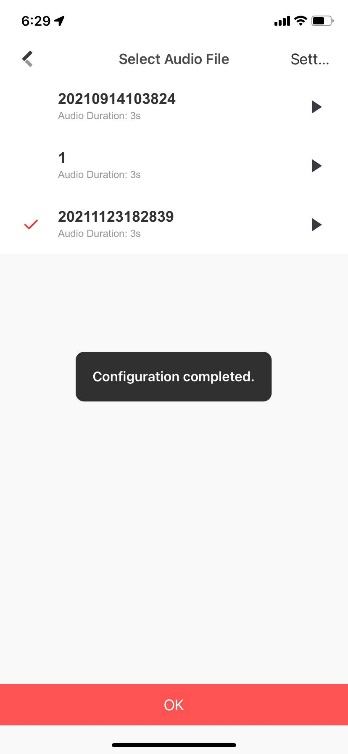 6:29
Select Audio File
Sett...
20210914103824
Audio Duration: 3s
1
Audio Duration: 3s
20211123182839
Audio Duration: 3s
Configuration completed.
OK